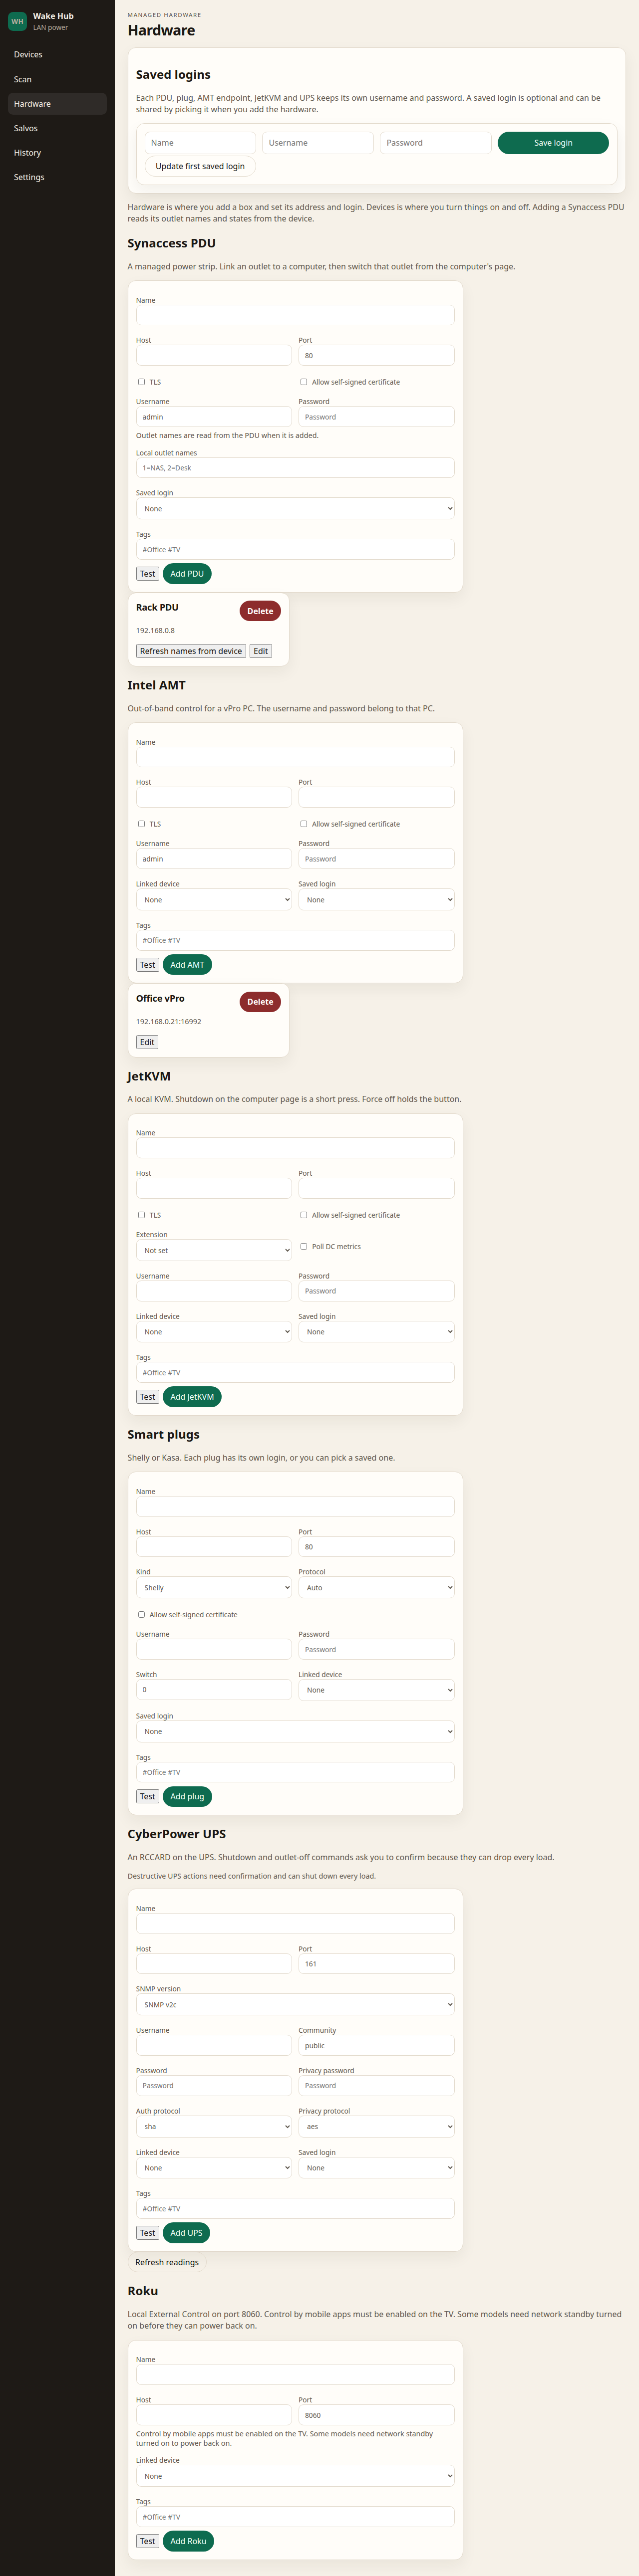 WH
Wake Hub
LAN power
Devices
Scan
Hardware
Salvos
History
Settings
MANAGED HARDWARE
Hardware
Saved logins
Each PDU, plug, AMT endpoint, JetKVM and UPS keeps its own username and password. A saved login is optional and can be
shared by picking it when you add the hardware.
Name Username Password Save login
Update first saved login
Hardware is where you add a box and set its address and login. Devices is where you turn things on and off. Adding a Synaccess PDU
reads its outlet names and states from the device.
Synaccess PDU
A managed power strip. Link an outlet to a computer, then switch that outlet from the computer's page.
Name
Host Port
80
TLS Allow self-signed certificate
Username Password
admin Password
Outlet names are read from the PDU when it is added.
Local outlet names
1=NAS, 2=Desk
Saved login
None
Tags
#Office #TV
Test Add PDU
Rack PDU Delete
192.168.0.8
Refresh names from device Edit
Intel AMT
Out-of-band control for a vPro PC. The username and password belong to that PC.
Name
Host Port
TLS Allow self-signed certificate
Username Password
admin Password
Linked device Saved login
None None
Tags
#Office #TV
Test Add AMT
Office vPro Delete
192.168.0.21:16992
Edit
JetKVM
A local KVM. Shutdown on the computer page is a short press. Force off holds the button.
Name
Host Port
TLS Allow self-signed certificate
Extension
Not set Poll DC metrics
Username Password
Password
Linked device Saved login
None None
Tags
#Office #TV
Test Add JetKVM
Smart plugs
Shelly or Kasa. Each plug has its own login, or you can pick a saved one.
Name
Host Port
80
Kind Protocol
Shelly Auto
Allow self-signed certificate
Username Password
Password
Switch Linked device
0 None
Saved login
None
Tags
#Office #TV
Test Add plug
CyberPower UPS
An RCCARD on the UPS. Shutdown and outlet-off commands ask you to confirm because they can drop every load.
Destructive UPS actions need confirmation and can shut down every load.
Name
Host Port
161
SNMP version
SNMP v2c
Username Community
public
Password Privacy password
Password Password
Auth protocol Privacy protocol
sha aes
Linked device Saved login
None None
Tags
#Office #TV
Test Add UPS
Refresh readings
Roku
Local External Control on port 8060. Control by mobile apps must be enabled on the TV. Some models need network standby turned
on before they can power back on.
Name
Host Port
8060
Control by mobile apps must be enabled on the TV. Some models need network standby
turned on to power back on.
Linked device
None
Tags
#Office #TV
Test Add Roku